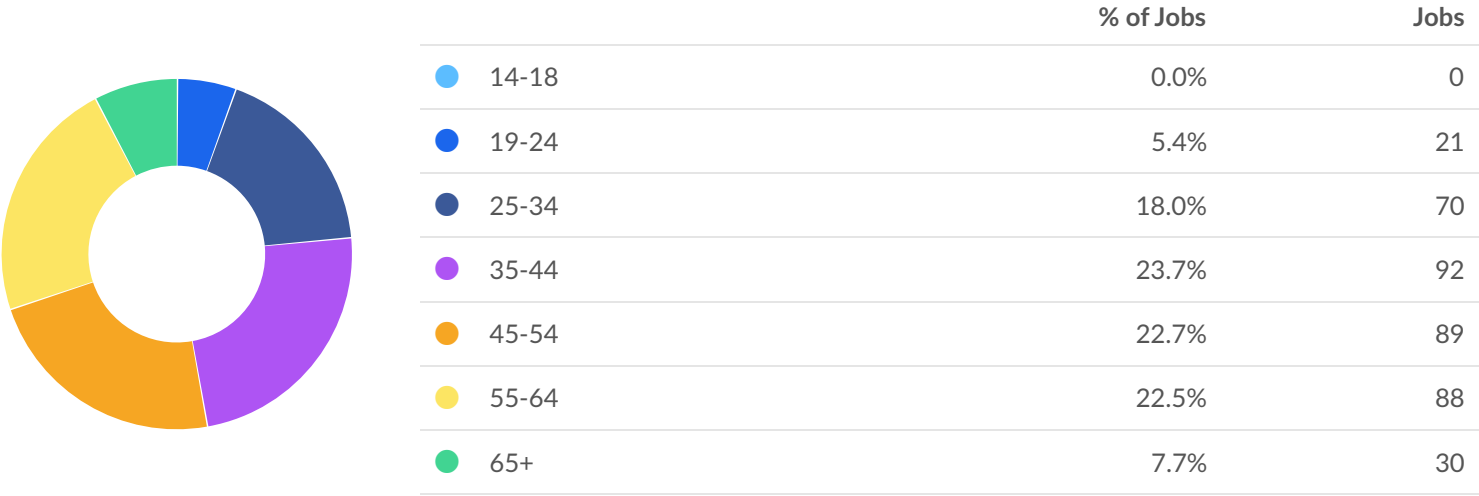 % of Jobs Jobs
14-18 0.0% 0
19-24 5.4% 21
25-34 18.0% 70
35-44 23.7% 92
45-54 22.7% 89
55-64 22.5% 88
65+ 7.7% 30